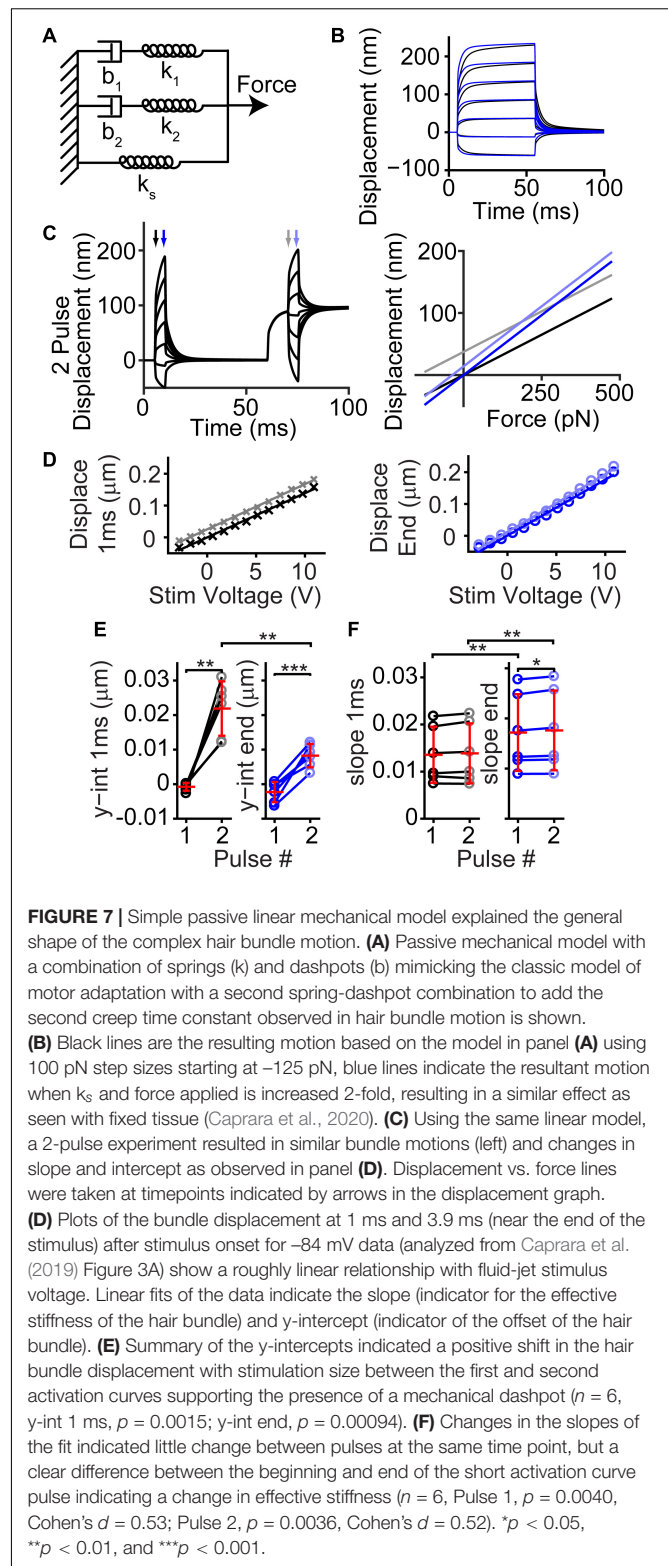 A
b1
k1
Force
b2
k2
ks
B
Displacement (nm)
200
100
0
−100
0
50
100
Time (ms)
C
2 Pulse
Displacement (nm)
200
100
0
0
50
100
Time (ms)
Displacement (nm)
200
100
250
500
Force (pN)
D
Displace
1ms (μm)
0.2
0.1
0
0
5
10
Stim Voltage (V)
Displace
End (μm)
0.2
0.1
0
0
5
10
Stim Voltage (V)
E
y−int 1ms (μm)
0.03
0.02
0.01
0
-0.01
**
**
y−int end (μm)
***
1 2 1 2
Pulse #
F
slope 1ms
0.03
0.02
0.01
0
**
**
slope end
*
1 2 1 2
Pulse #
FIGURE 7 | Simple passive linear mechanical model explained the general
shape of the complex hair bundle motion. (A) Passive mechanical model with
a combination of springs (k) and dashpots (b) mimicking the classic model of
motor adaptation with a second spring-dashpot combination to add the
second creep time constant observed in hair bundle motion is shown.
(B) Black lines are the resulting motion based on the model in panel (A) using
100 pN step sizes starting at –125 pN, blue lines indicate the resultant motion
when ks and force applied is increased 2-fold, resulting in a similar effect as
seen with fixed tissue (Caprara et al., 2020). (C) Using the same linear model,
a 2-pulse experiment resulted in similar bundle motions (left) and changes in
slope and intercept as observed in panel (D). Displacement vs. force lines
were taken at timepoints indicated by arrows in the displacement graph.
(D) Plots of the bundle displacement at 1 ms and 3.9 ms (near the end of the
stimulus) after stimulus onset for –84 mV data (analyzed from Caprara et al.
(2019) Figure 3A) show a roughly linear relationship with fluid-jet stimulus
voltage. Linear fits of the data indicate the slope (indicator for the effective
stiffness of the hair bundle) and y-intercept (indicator of the offset of the hair
bundle). (E) Summary of the y-intercepts indicated a positive shift in the hair
bundle displacement with stimulation size between the first and second
activation curves supporting the presence of a mechanical dashpot (n = 6,
y-int 1 ms, p = 0.0015; y-int end, p = 0.00094). (F) Changes in the slopes of
the fit indicated little change between pulses at the same time point, but a
clear difference between the beginning and end of the short activation curve
pulse indicating a change in effective stiffness (n = 6, Pulse 1, p = 0.0040,
Cohen's d = 0.53; Pulse 2, p = 0.0036, Cohen's d = 0.52). *p < 0.05,
**p < 0.01, and ***p < 0.001.